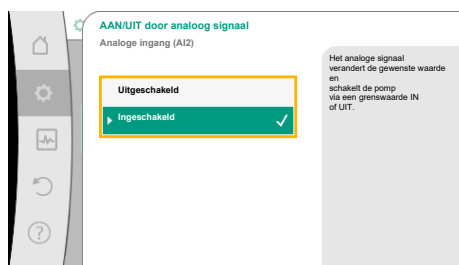 AAN/UIT door analoog signaal
Analoge ingang (AI2)
Uitgeschakeld
Ingeschakeld
Het analoge signaal
verandert de gewenste waarde
en
schakelt de pomp
via een grenswaarde IN
of UIT.
?